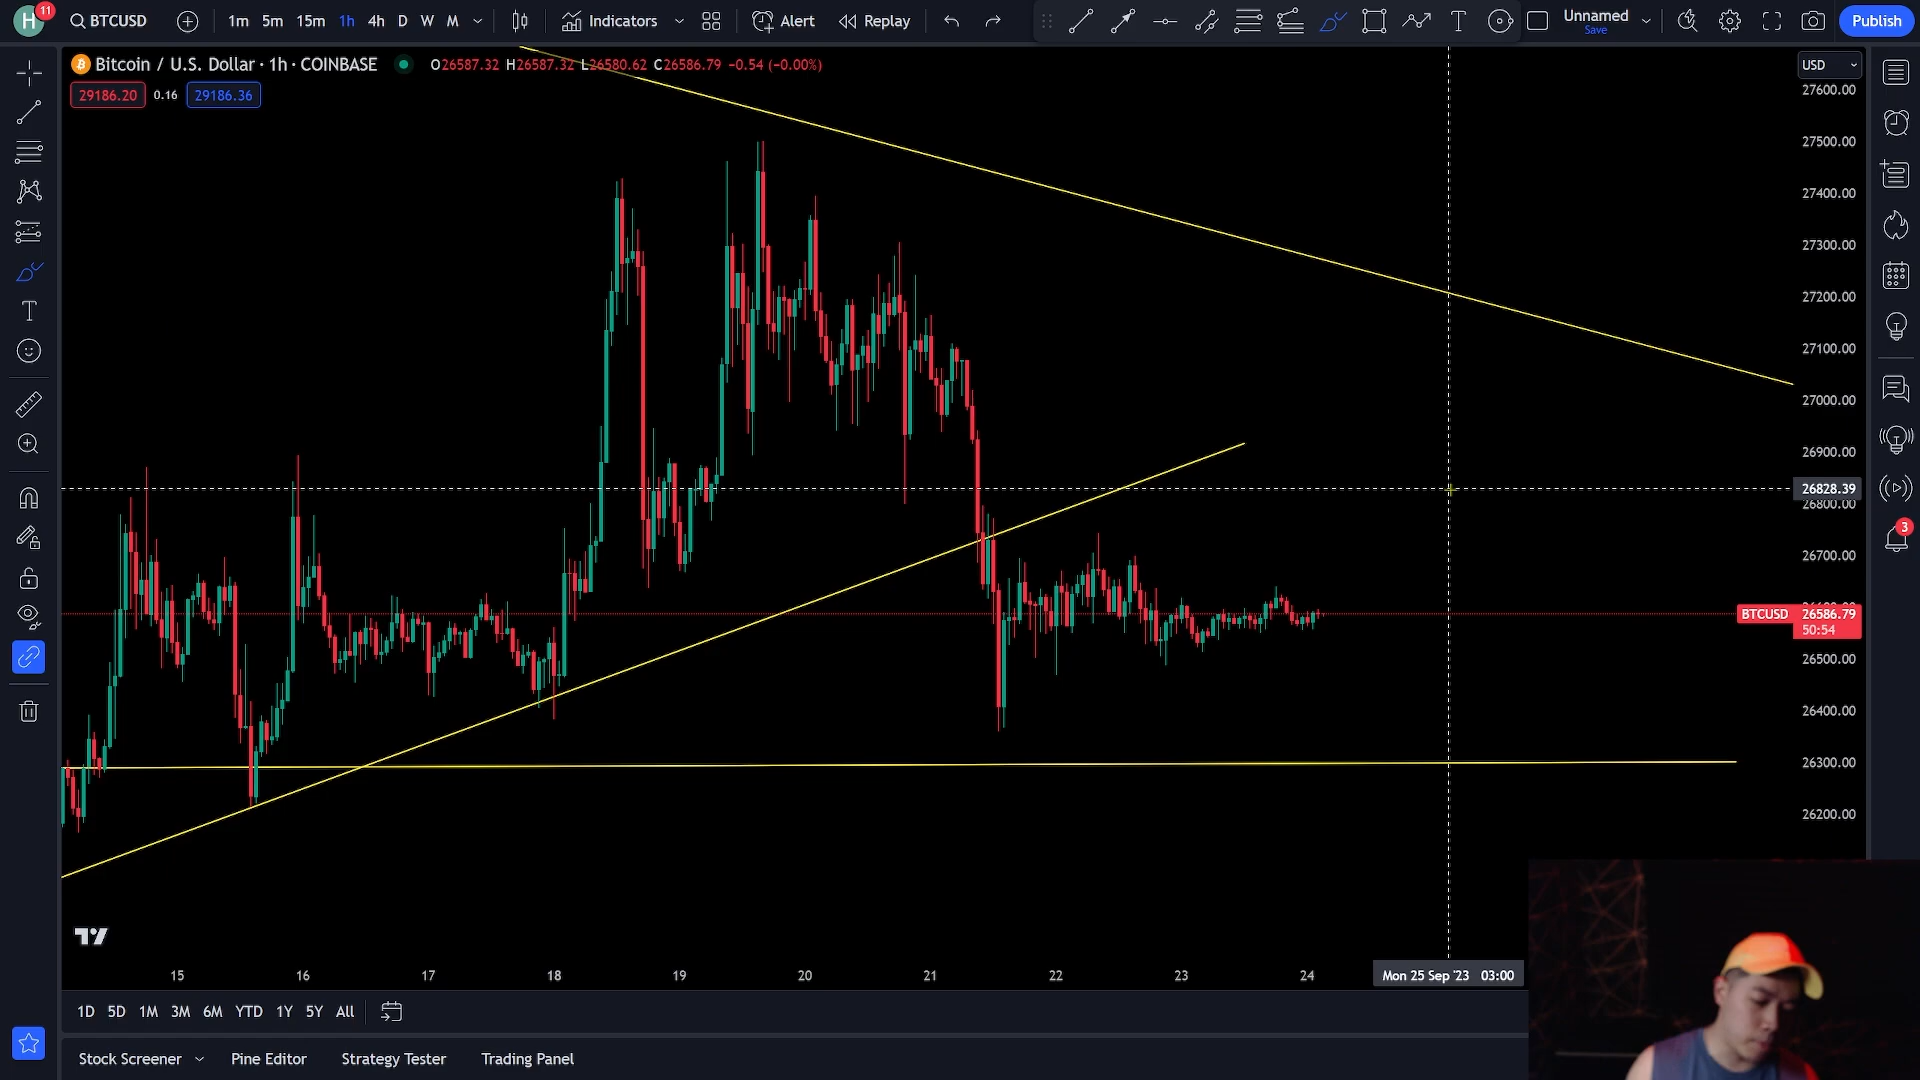 H 11 BTCUSD 1m 5m 15m 1h 4h D W M Indicators Alert Replay T Unnamed Save Publish
Bitcoin / U.S. Dollar · 1h · COINBASE O26587.32 H26587.32 L26580.62 C26586.79 −0.54 (−0.00%)
29186.20 0.16 29186.36
USD
27600.00
27500.00
27400.00
27300.00
27200.00
27100.00
27000.00
26900.00
26828.39
26800.00
26700.00
BTCUSD 26586.79
50:54
26500.00
26400.00
26300.00
26200.00
3
15 16 17 18 19 20 21 22 23 24 Mon 25 Sep '23 03:00
1D 5D 1M 3M 6M YTD 1Y 5Y All
Stock Screener Pine Editor Strategy Tester Trading Panel